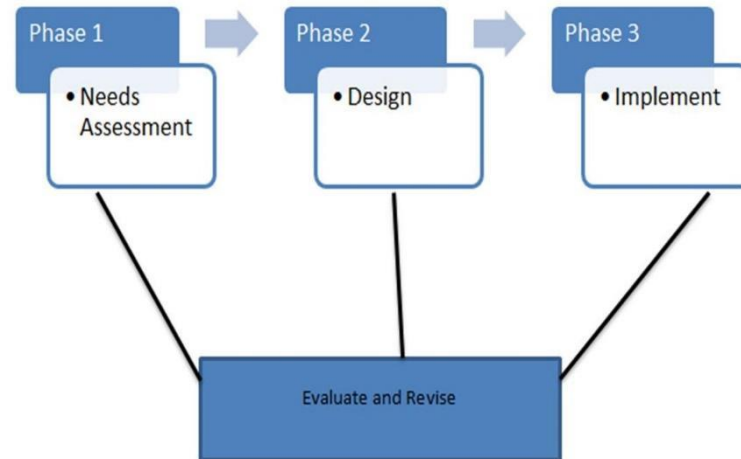 Phase 1
• Needs
Assessment
Phase 2
• Design
Phase 3
• Implement
Evaluate and Revise